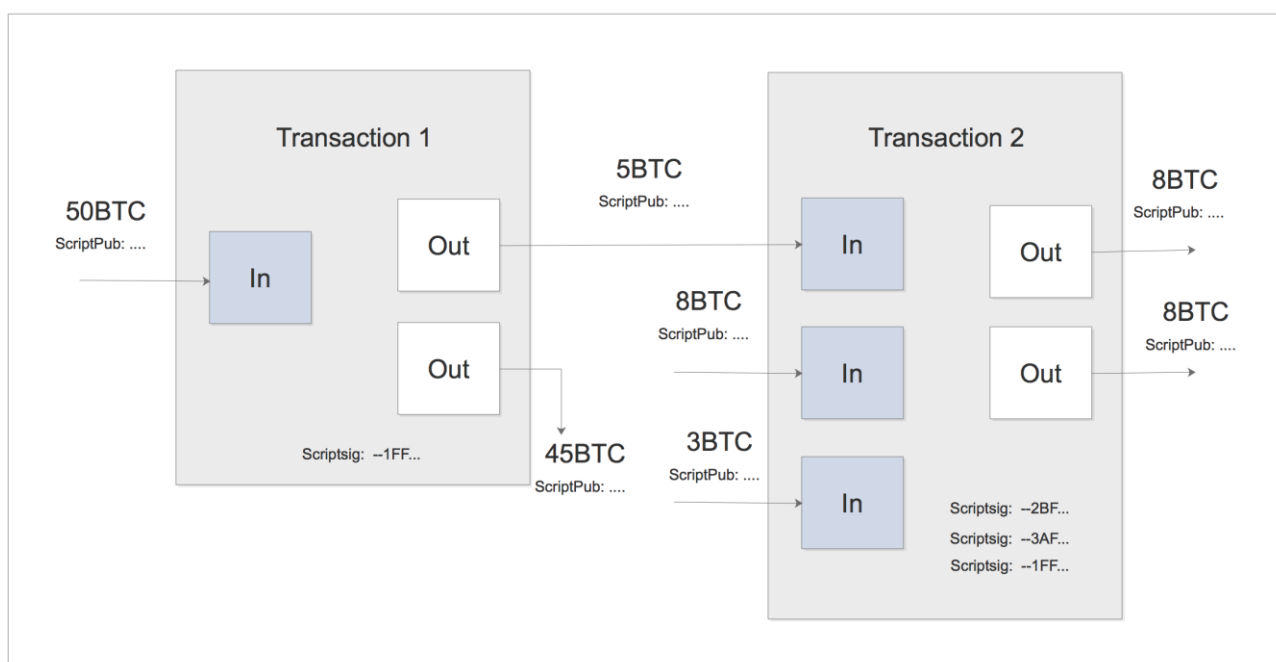 Transaction 1
50BTC
ScriptPub: ....
In
Out
Out
Scriptsig: --1FF...
5BTC
ScriptPub: ....
45BTC
ScriptPub: ....
8BTC
ScriptPub: ....
3BTC
ScriptPub: ....
Transaction 2
In
In
In
Out
Out
Scriptsig: --2BF...
Scriptsig: --3AF...
Scriptsig: --1FF...
8BTC
ScriptPub: ....
8BTC
ScriptPub: ....